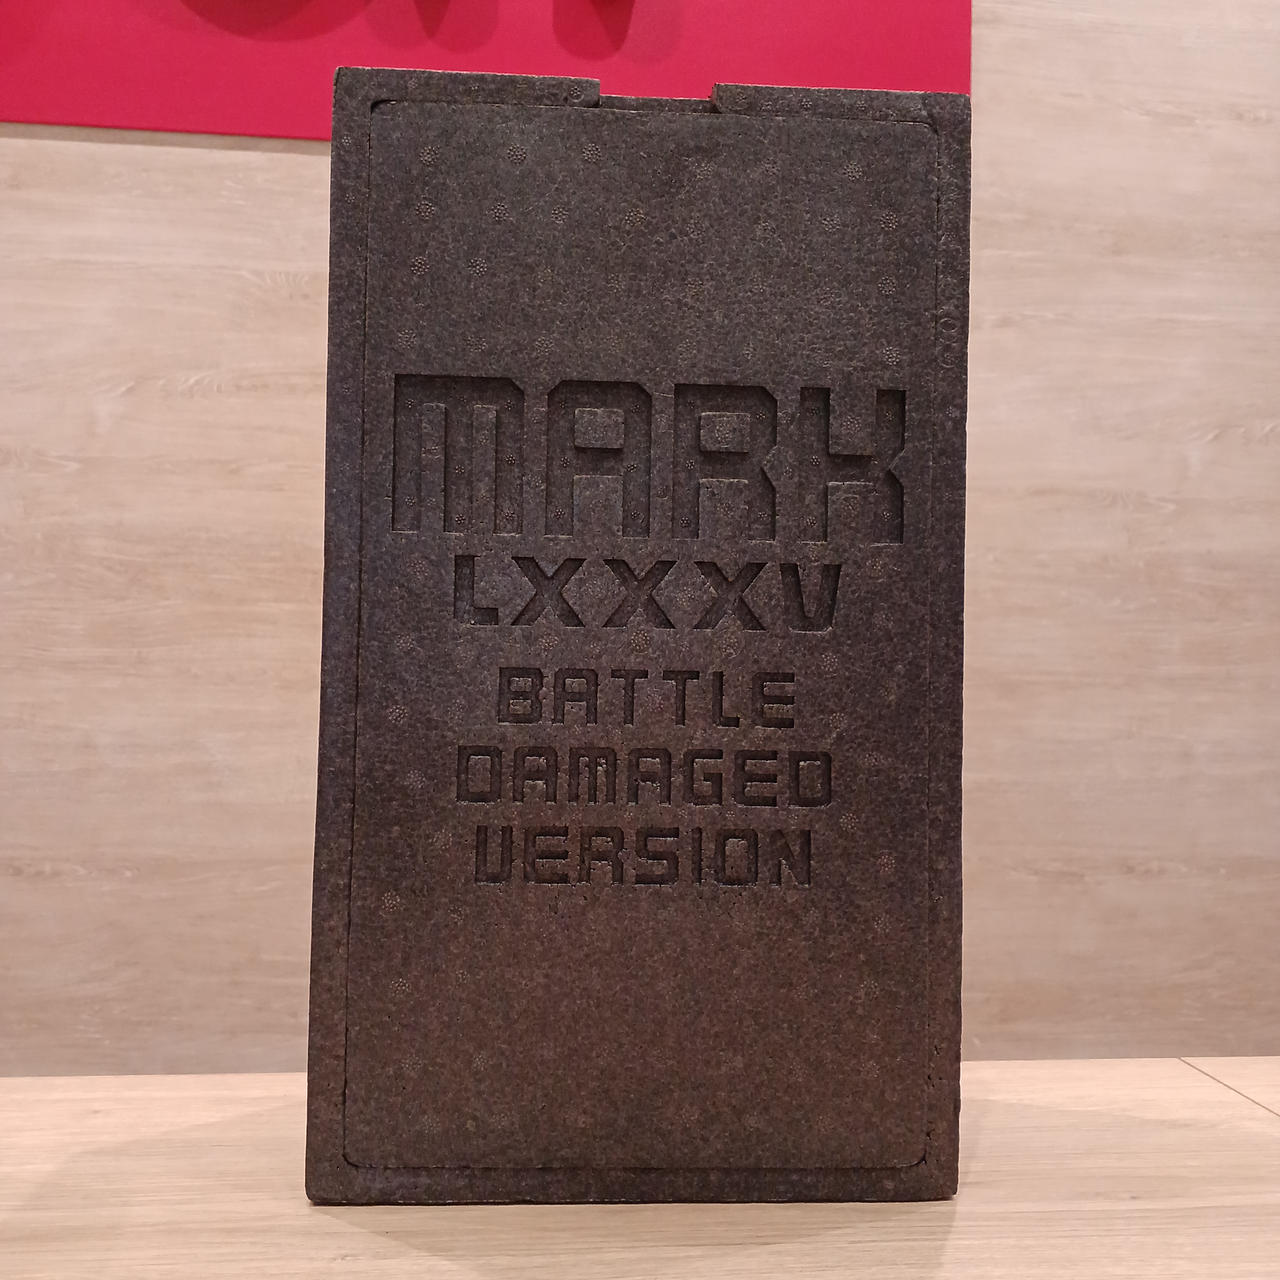 MARK
LXXXV
BATTLE
DAMAGED
VERSION